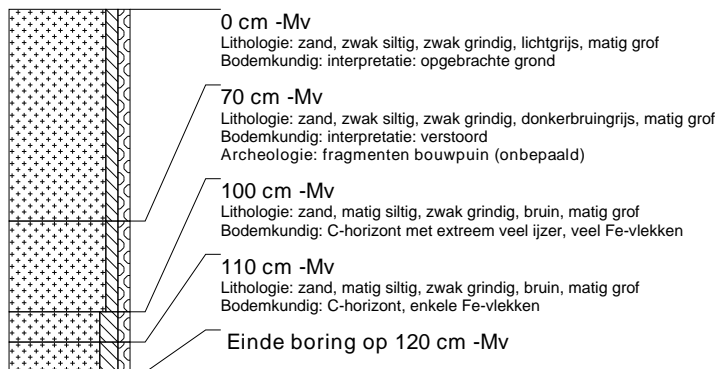 0 cm -Mv
Lithologie: zand, zwak siltig, zwak grindig, lichtgrijs, matig grof
Bodemkundig: interpretatie: opgebrachte grond
70 cm -Mv
Lithologie: zand, zwak siltig, zwak grindig, donkerbruingrijs, matig grof
Bodemkundig: interpretatie: verstoord
Archeologie: fragmenten bouwpuin (onbepaald)
100 cm -Mv
Lithologie: zand, matig siltig, zwak grindig, bruin, matig grof
Bodemkundig: C-horizont met extreem veel ijzer, veel Fe-vlekken
110 cm -Mv
Lithologie: zand, matig siltig, zwak grindig, bruin, matig grof
Bodemkundig: C-horizont, enkele Fe-vlekken
Einde boring op 120 cm -Mv